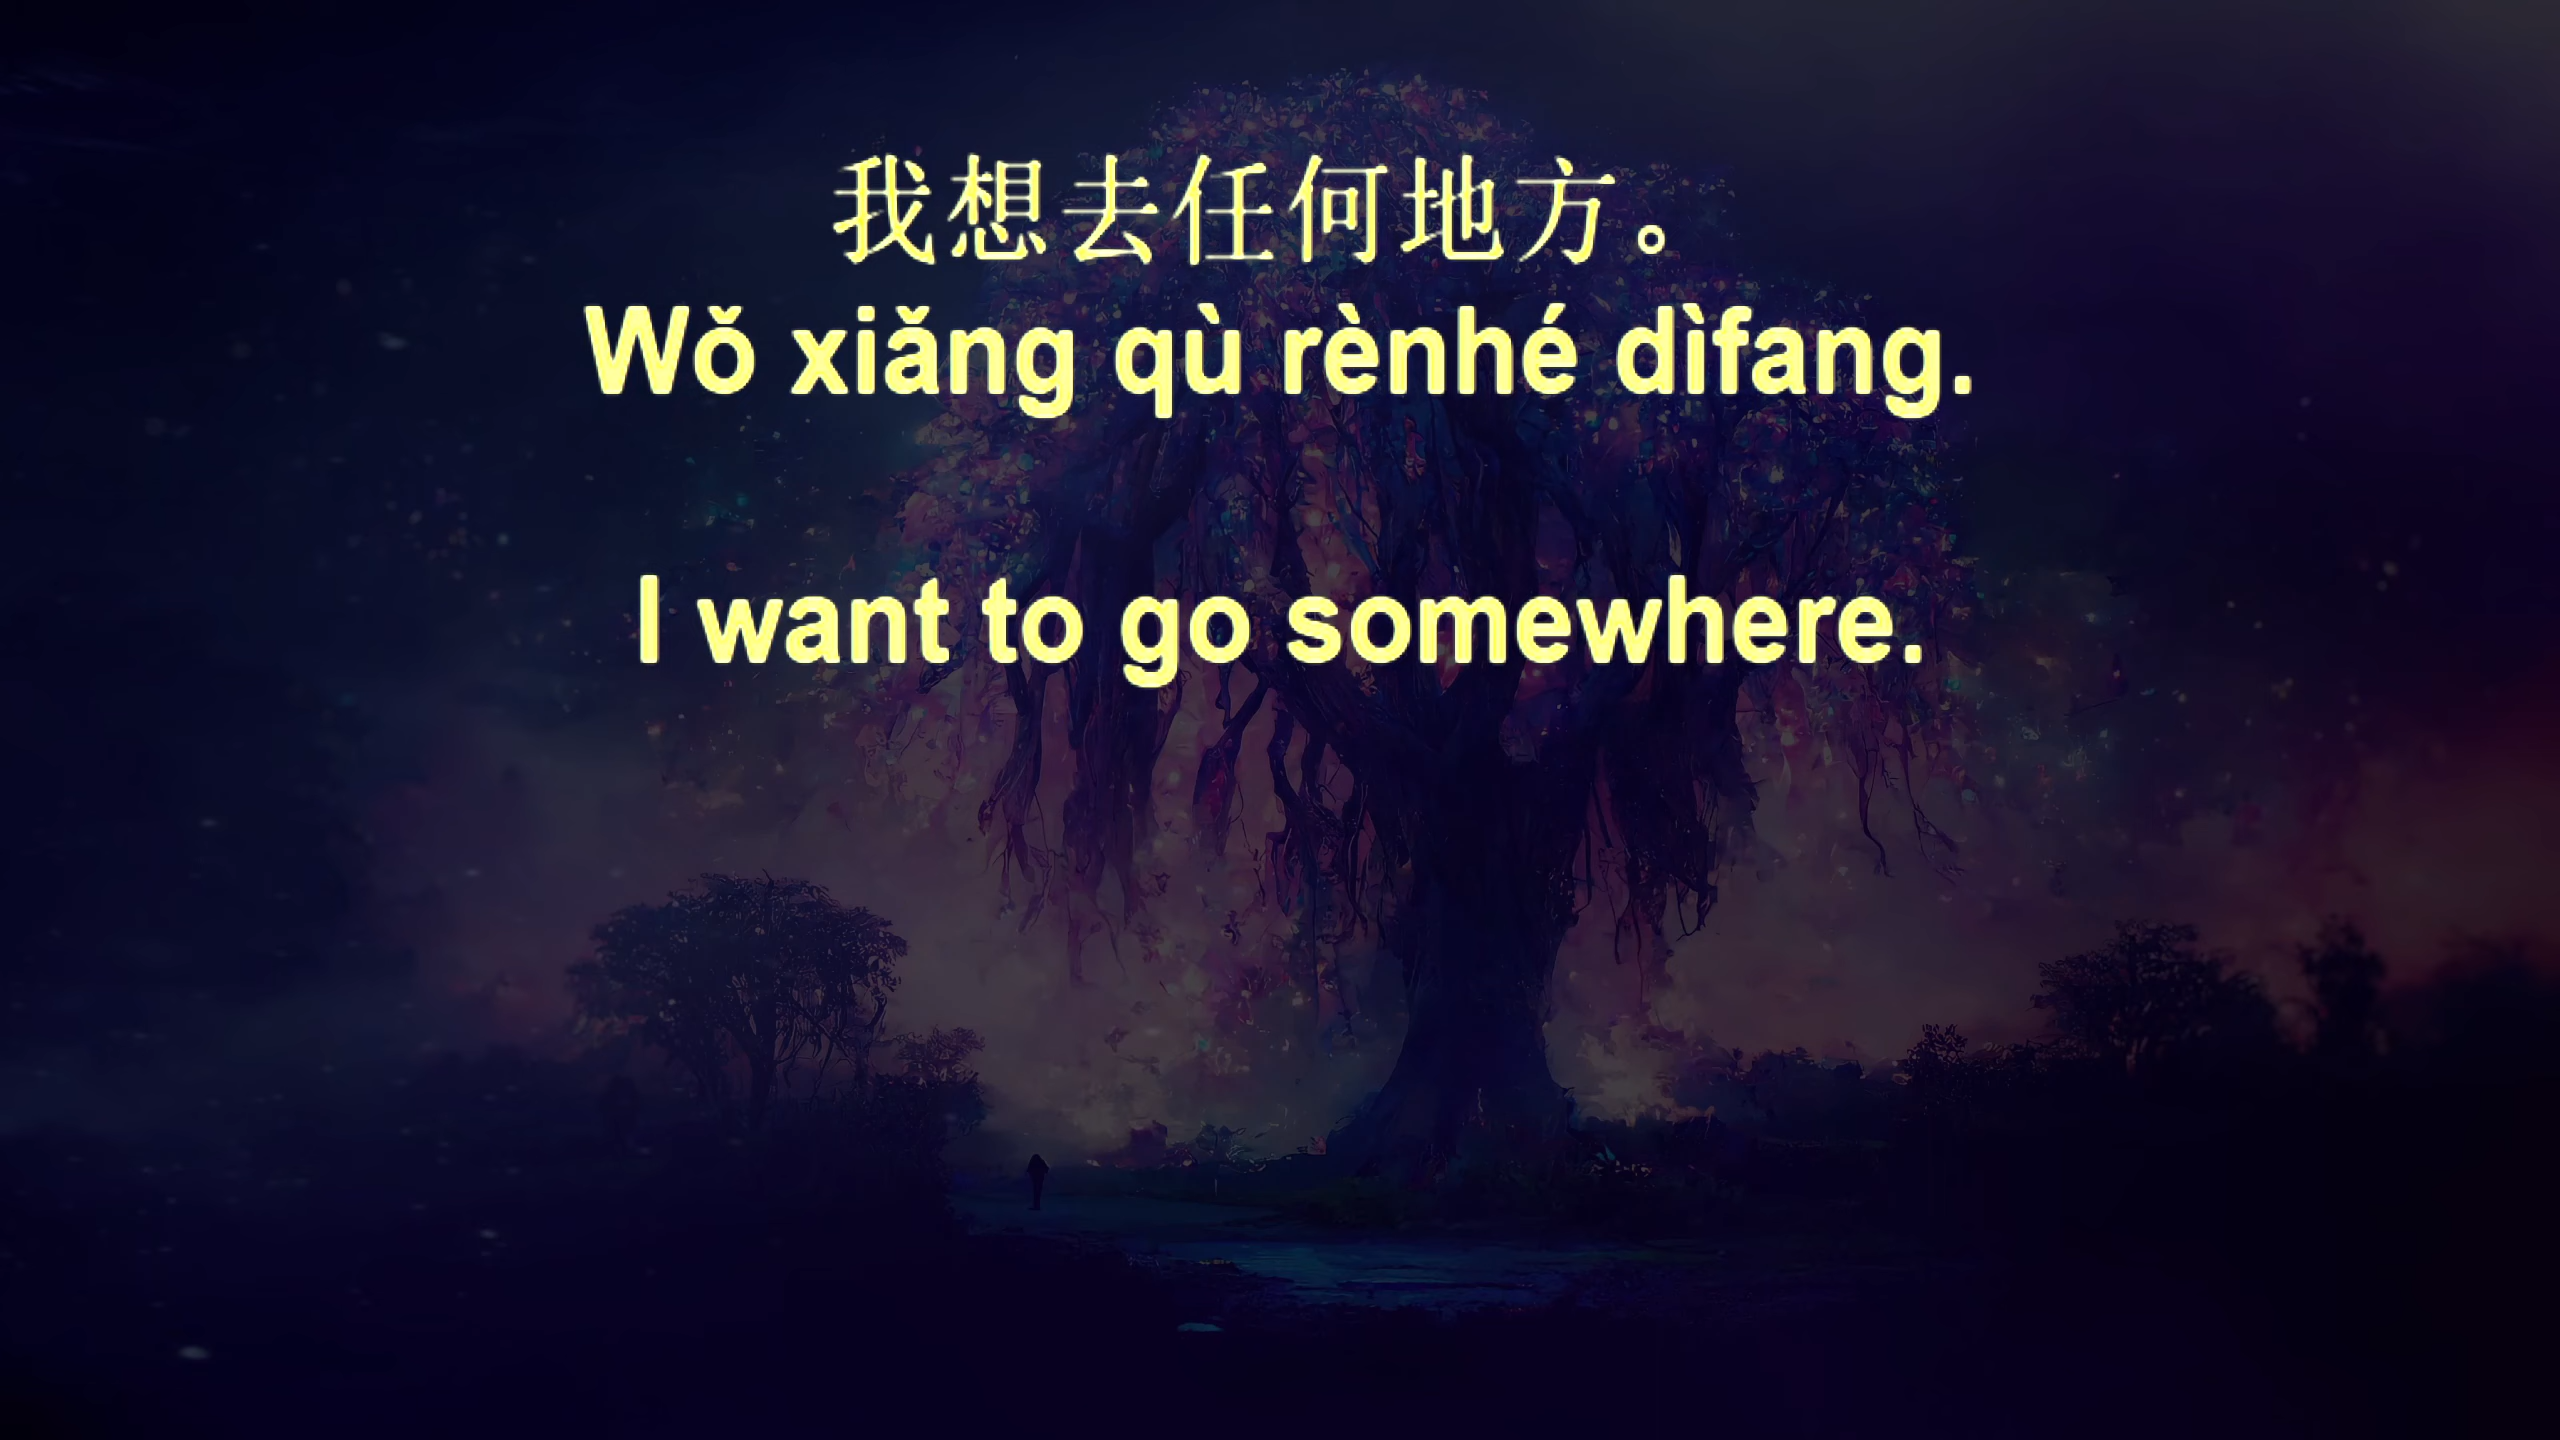 我想去任何地方。
Wǒ xiǎng qù rènhé dìfang.
I want to go somewhere.